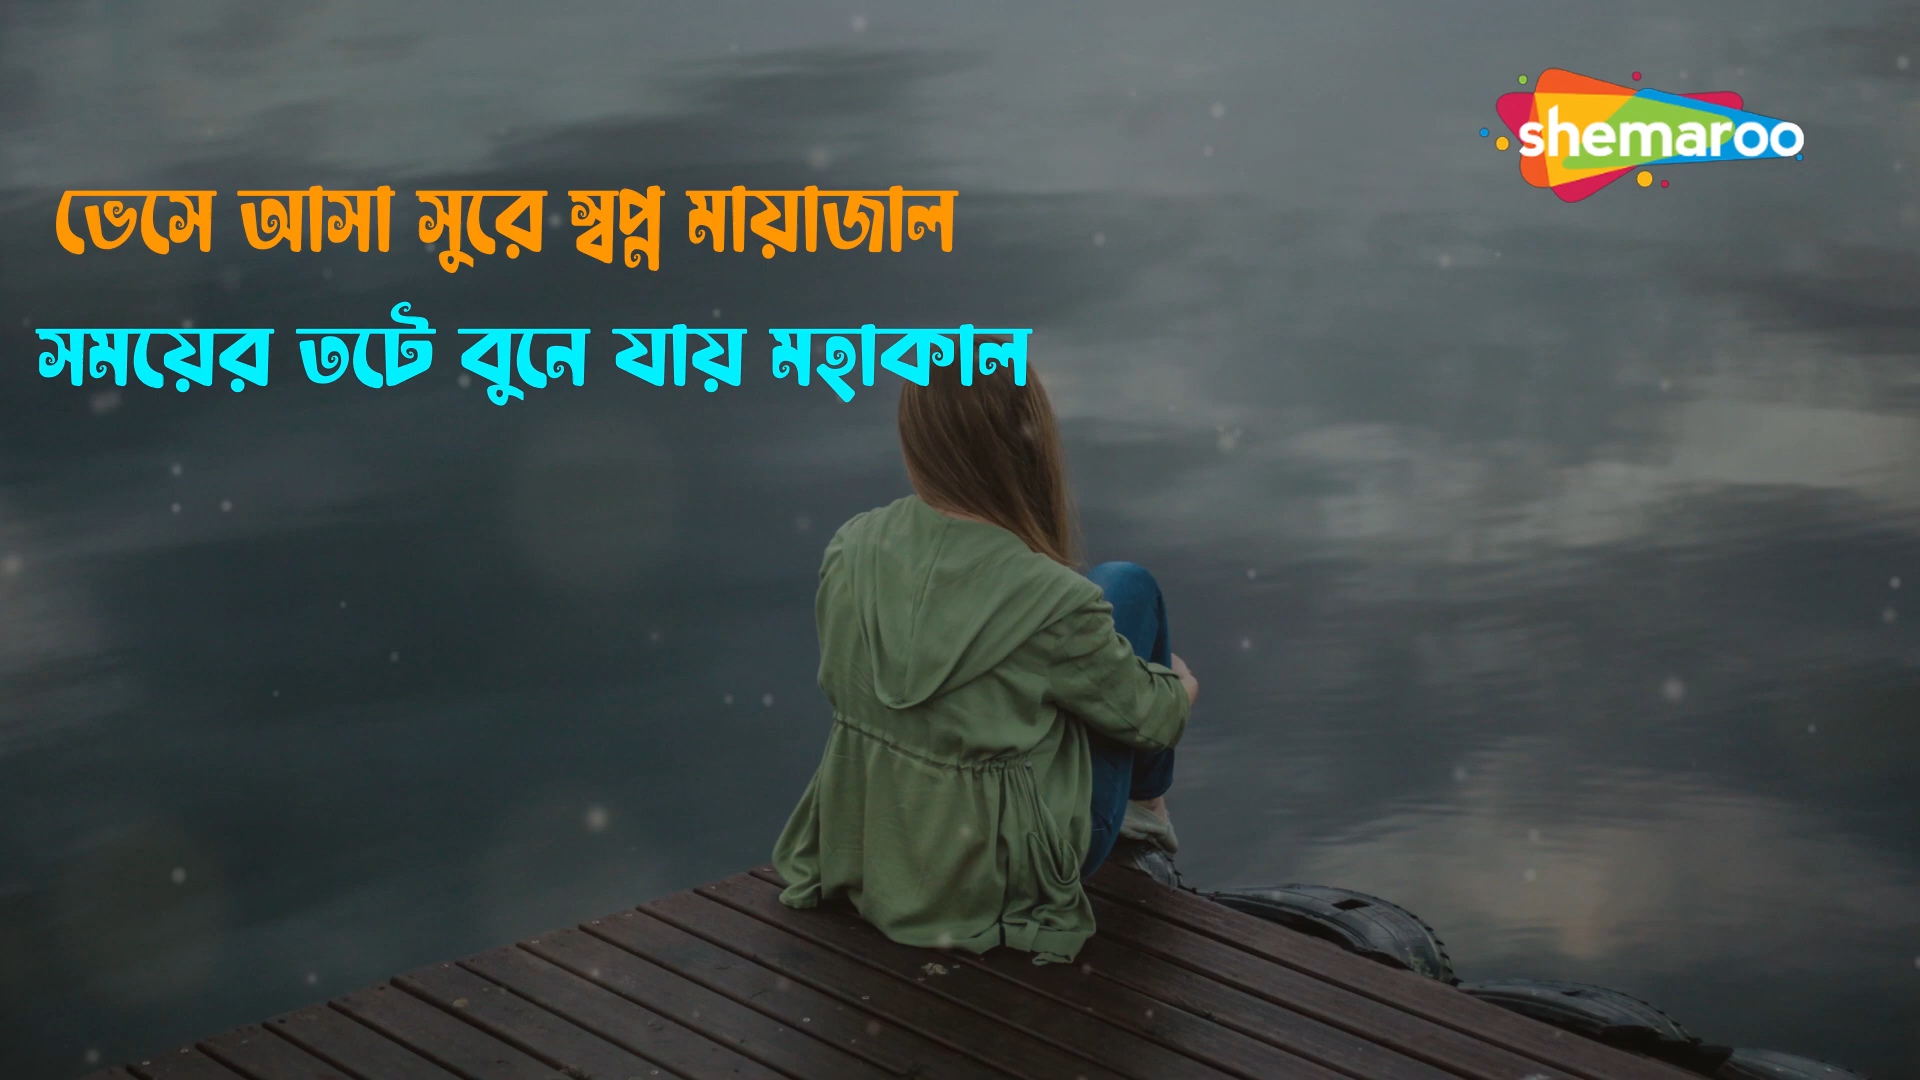 shemaroo
ভেসে আসা সুরে স্বপ্ন মায়াজাল
সময়ের তটে বুনে যায় মহাকাল